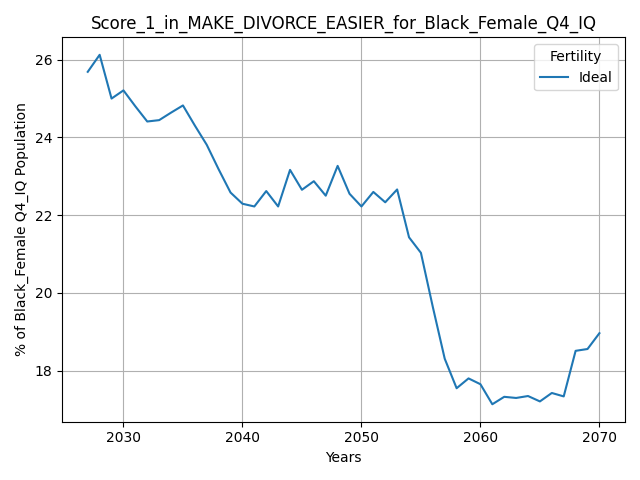 Score_1_in_MAKE_DIVORCE_EASIER_for_Black_Female_Q4_IQ
Fertility
Ideal
% of Black_Female Q4_IQ Population
26
24
22
20
18
2030
2040
2050
2060
2070
Years